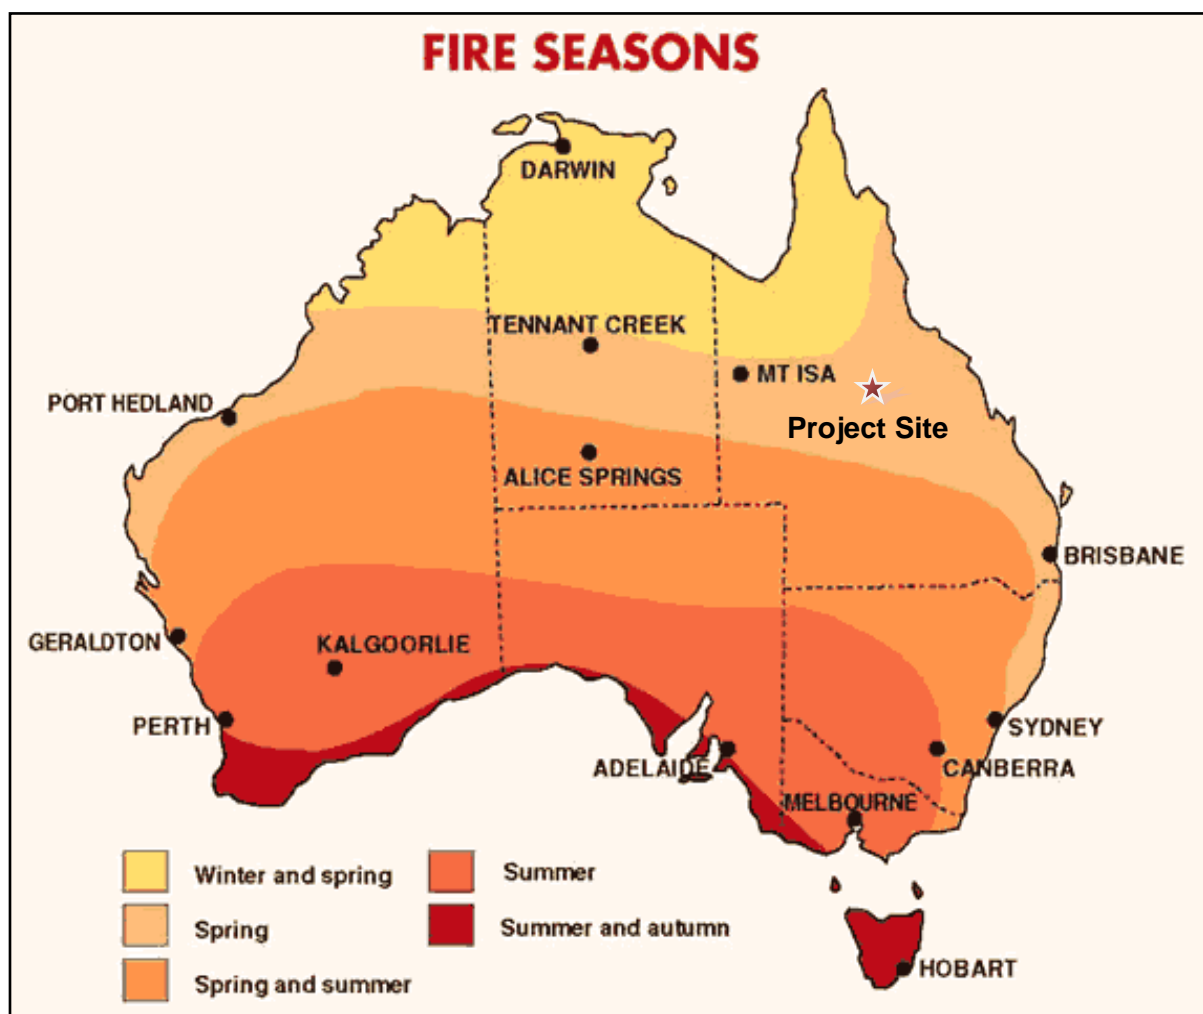 FIRE SEASONS
DARWIN
TENNANT CREEK
MT ISA
PORT HEDLAND
Project Site
ALICE SPRINGS
BRISBANE
GERALDTON
KALGOORLIE
PERTH
SYDNEY
ADELAIDE
CANBERRA
MELBOURNE
Winter and spring
Summer
Spring
Summer and autumn
Spring and summer
HOBART